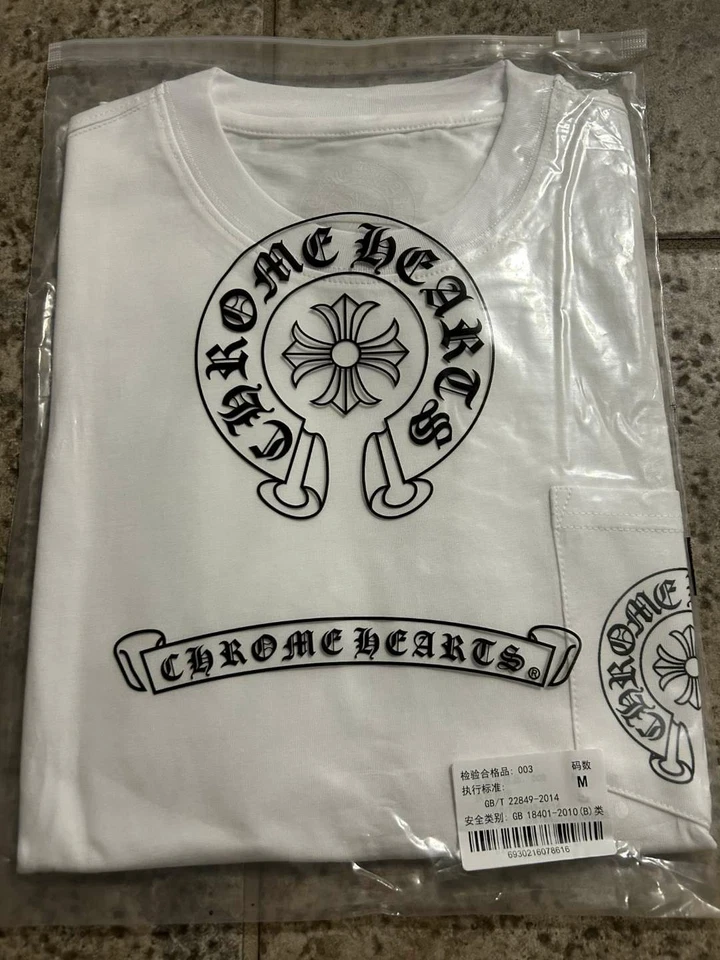 CHROME HEARTS
CHROME HEARTS®
CHROME
检验合格品: 003
码数
执行标准:
M
GB/T 22849-2014
安全类别: GB 18401-2010(B)类
6930216078616